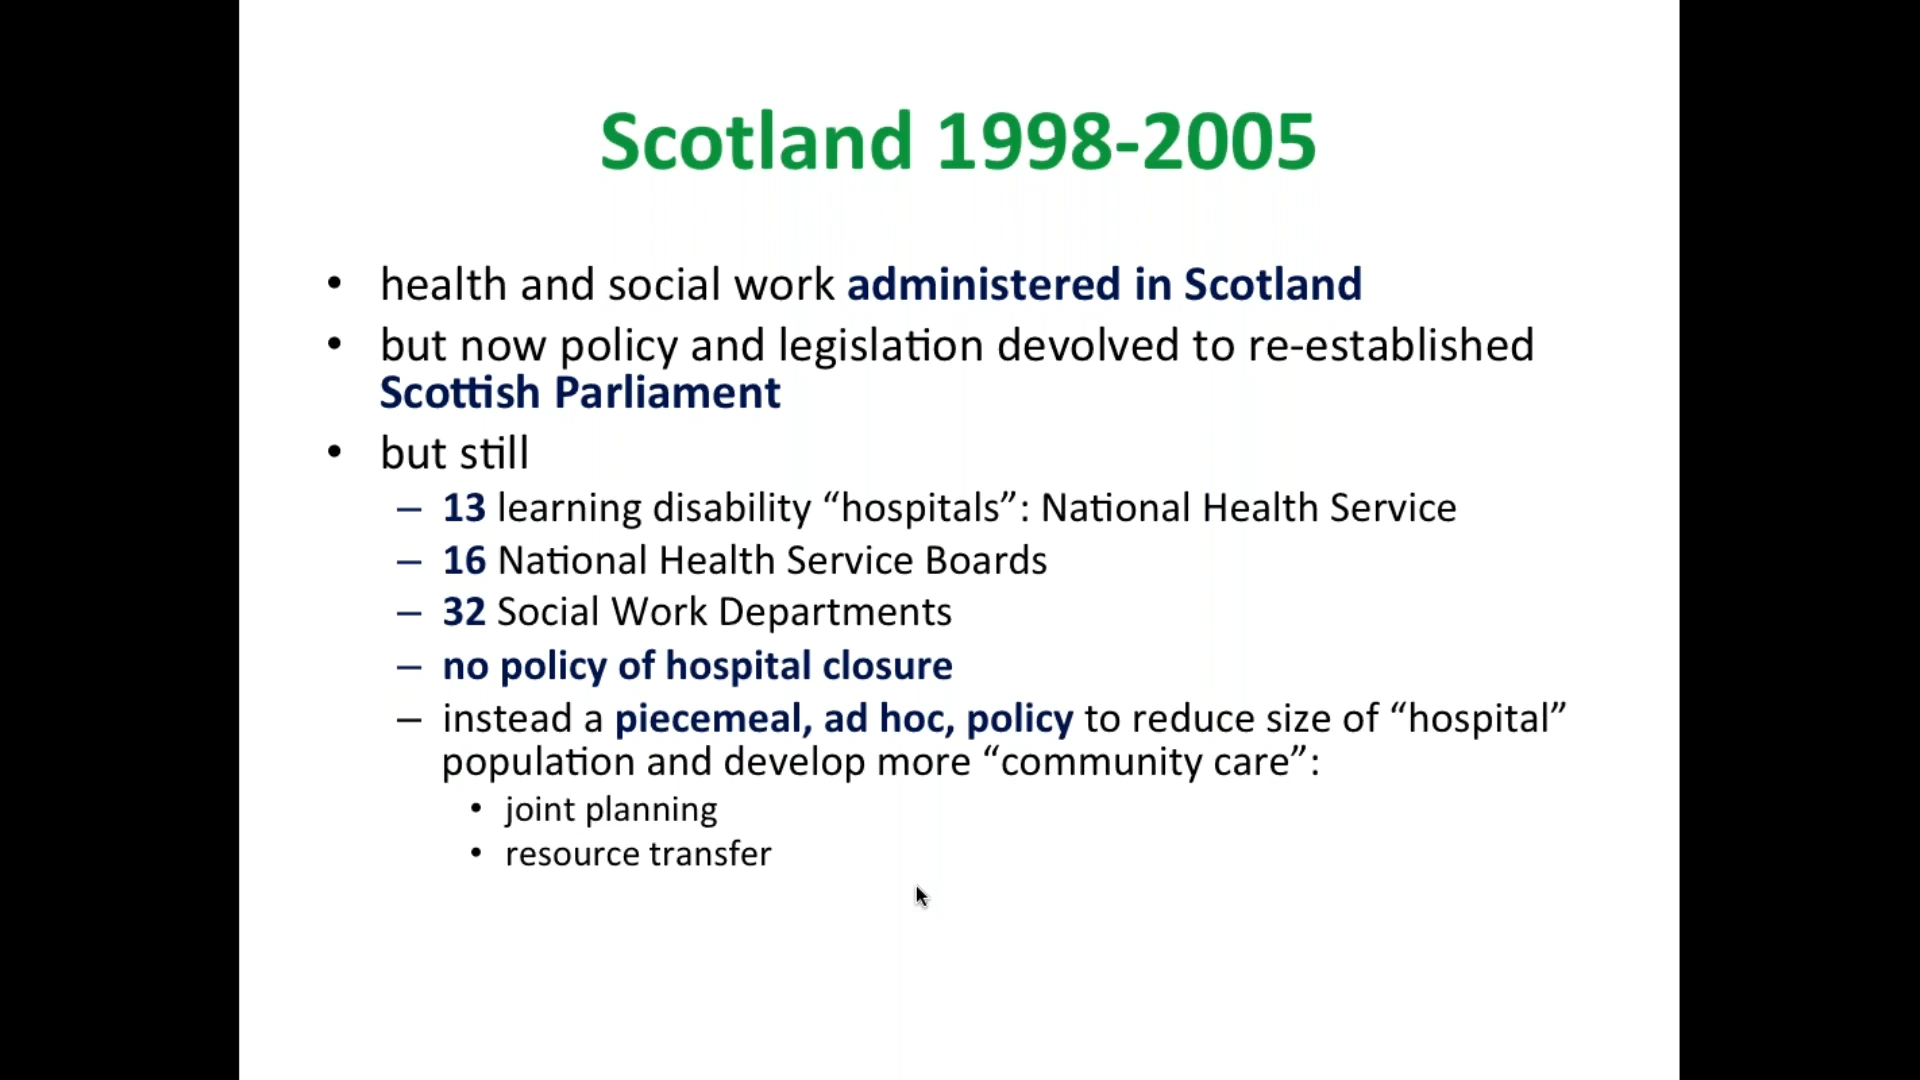 Scotland 1998-2005
• health and social work administered in Scotland
• but now policy and legislation devolved to re-established
Scottish Parliament
• but still
– 13 learning disability “hospitals”: National Health Service
– 16 National Health Service Boards
– 32 Social Work Departments
– no policy of hospital closure
– instead a piecemeal, ad hoc, policy to reduce size of “hospital”
population and develop more “community care”:
• joint planning
• resource transfer